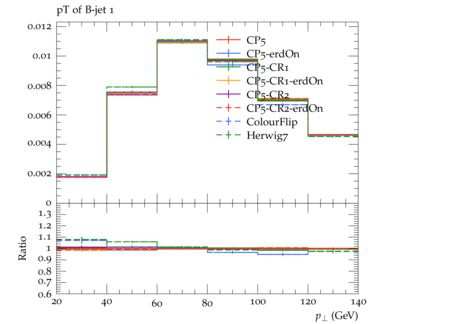 pT of B-jet 1
0.012
0.01
0.008
0.006
0.004
0.002
0
CP5
CP5-erdOn
CP5-CR1
CP5-CR1-erdOn
CP5-CR2
CP5-CR2-erdOn
ColourFlip
Herwig7
1.3
1.2
1.1
1
0.9
0.8
0.7
0.6
Ratio
20 40 60 80 100 120 140
p⊥ (GeV)